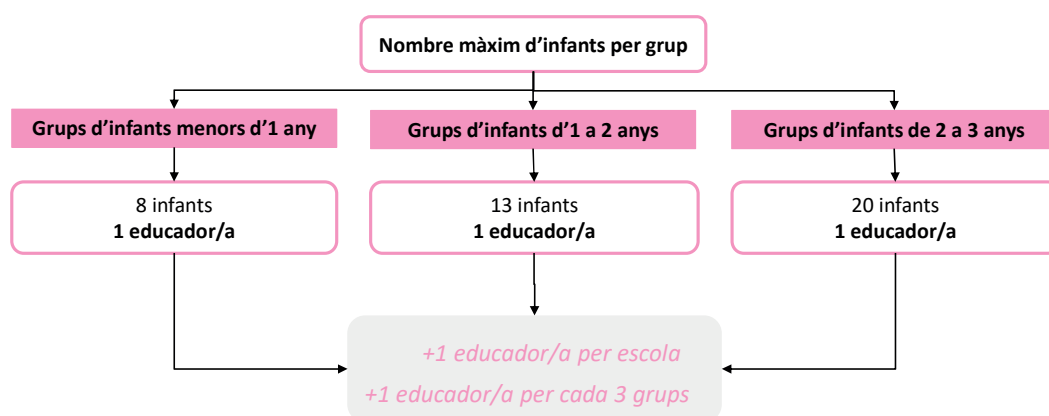 Nombre màxim d’infants per grup
Grups d’infants menors d’1 any
Grups d’infants d’1 a 2 anys
Grups d’infants de 2 a 3 anys
8 infants
1 educador/a
13 infants
1 educador/a
20 infants
1 educador/a
+1 educador/a per escola
+1 educador/a per cada 3 grups